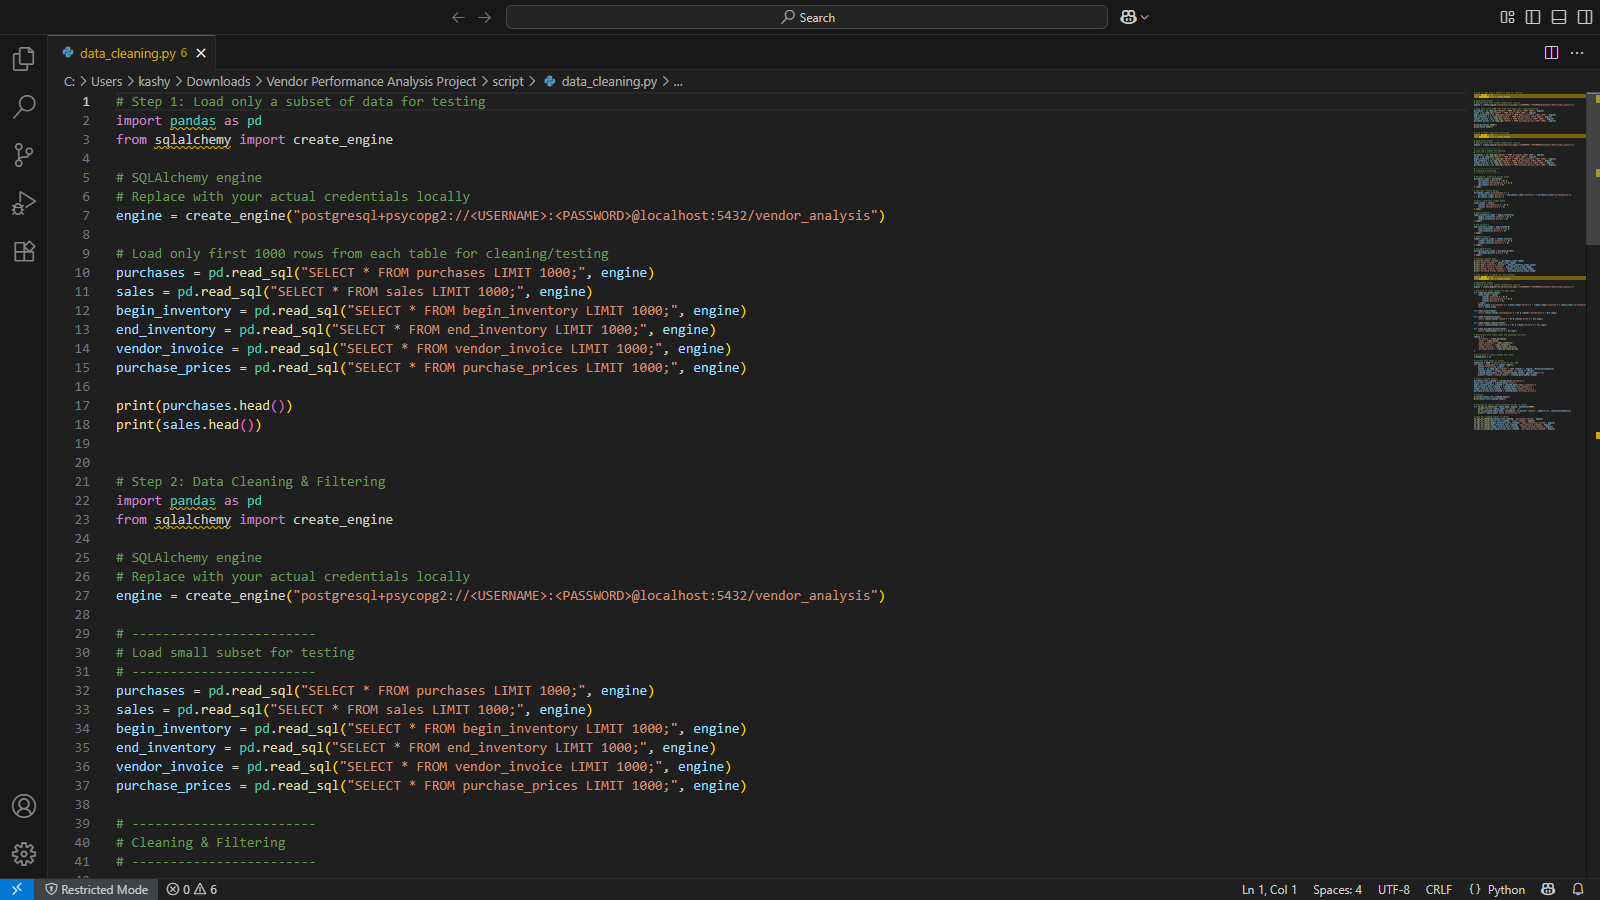 Search
data_cleaning.py 6
C: > Users > kashy > Downloads > Vendor Performance Analysis Project > script > data_cleaning.py > ...
1 # Step 1: Load only a subset of data for testing
2 import pandas as pd
3 from sqlalchemy import create_engine
4
5 # SQLAlchemy engine
6 # Replace with your actual credentials locally
7 engine = create_engine("postgresql+psycopg2://<USERNAME>:<PASSWORD>@localhost:5432/vendor_analysis")
8
9 # Load only first 1000 rows from each table for cleaning/testing
10 purchases = pd.read_sql("SELECT * FROM purchases LIMIT 1000;", engine)
11 sales = pd.read_sql("SELECT * FROM sales LIMIT 1000;", engine)
12 begin_inventory = pd.read_sql("SELECT * FROM begin_inventory LIMIT 1000;", engine)
13 end_inventory = pd.read_sql("SELECT * FROM end_inventory LIMIT 1000;", engine)
14 vendor_invoice = pd.read_sql("SELECT * FROM vendor_invoice LIMIT 1000;", engine)
15 purchase_prices = pd.read_sql("SELECT * FROM purchase_prices LIMIT 1000;", engine)
16
17 print(purchases.head())
18 print(sales.head())
19
20
21 # Step 2: Data Cleaning & Filtering
22 import pandas as pd
23 from sqlalchemy import create_engine
24
25 # SQLAlchemy engine
26 # Replace with your actual credentials locally
27 engine = create_engine("postgresql+psycopg2://<USERNAME>:<PASSWORD>@localhost:5432/vendor_analysis")
28
29 # ------------------------
30 # Load small subset for testing
31 # ------------------------
32 purchases = pd.read_sql("SELECT * FROM purchases LIMIT 1000;", engine)
33 sales = pd.read_sql("SELECT * FROM sales LIMIT 1000;", engine)
34 begin_inventory = pd.read_sql("SELECT * FROM begin_inventory LIMIT 1000;", engine)
35 end_inventory = pd.read_sql("SELECT * FROM end_inventory LIMIT 1000;", engine)
36 vendor_invoice = pd.read_sql("SELECT * FROM vendor_invoice LIMIT 1000;", engine)
37 purchase_prices = pd.read_sql("SELECT * FROM purchase_prices LIMIT 1000;", engine)
38
39 # ------------------------
40 # Cleaning & Filtering
41 # ------------------------
Restricted Mode 0 6 Ln 1, Col 1 Spaces: 4 UTF-8 CRLF {} Python